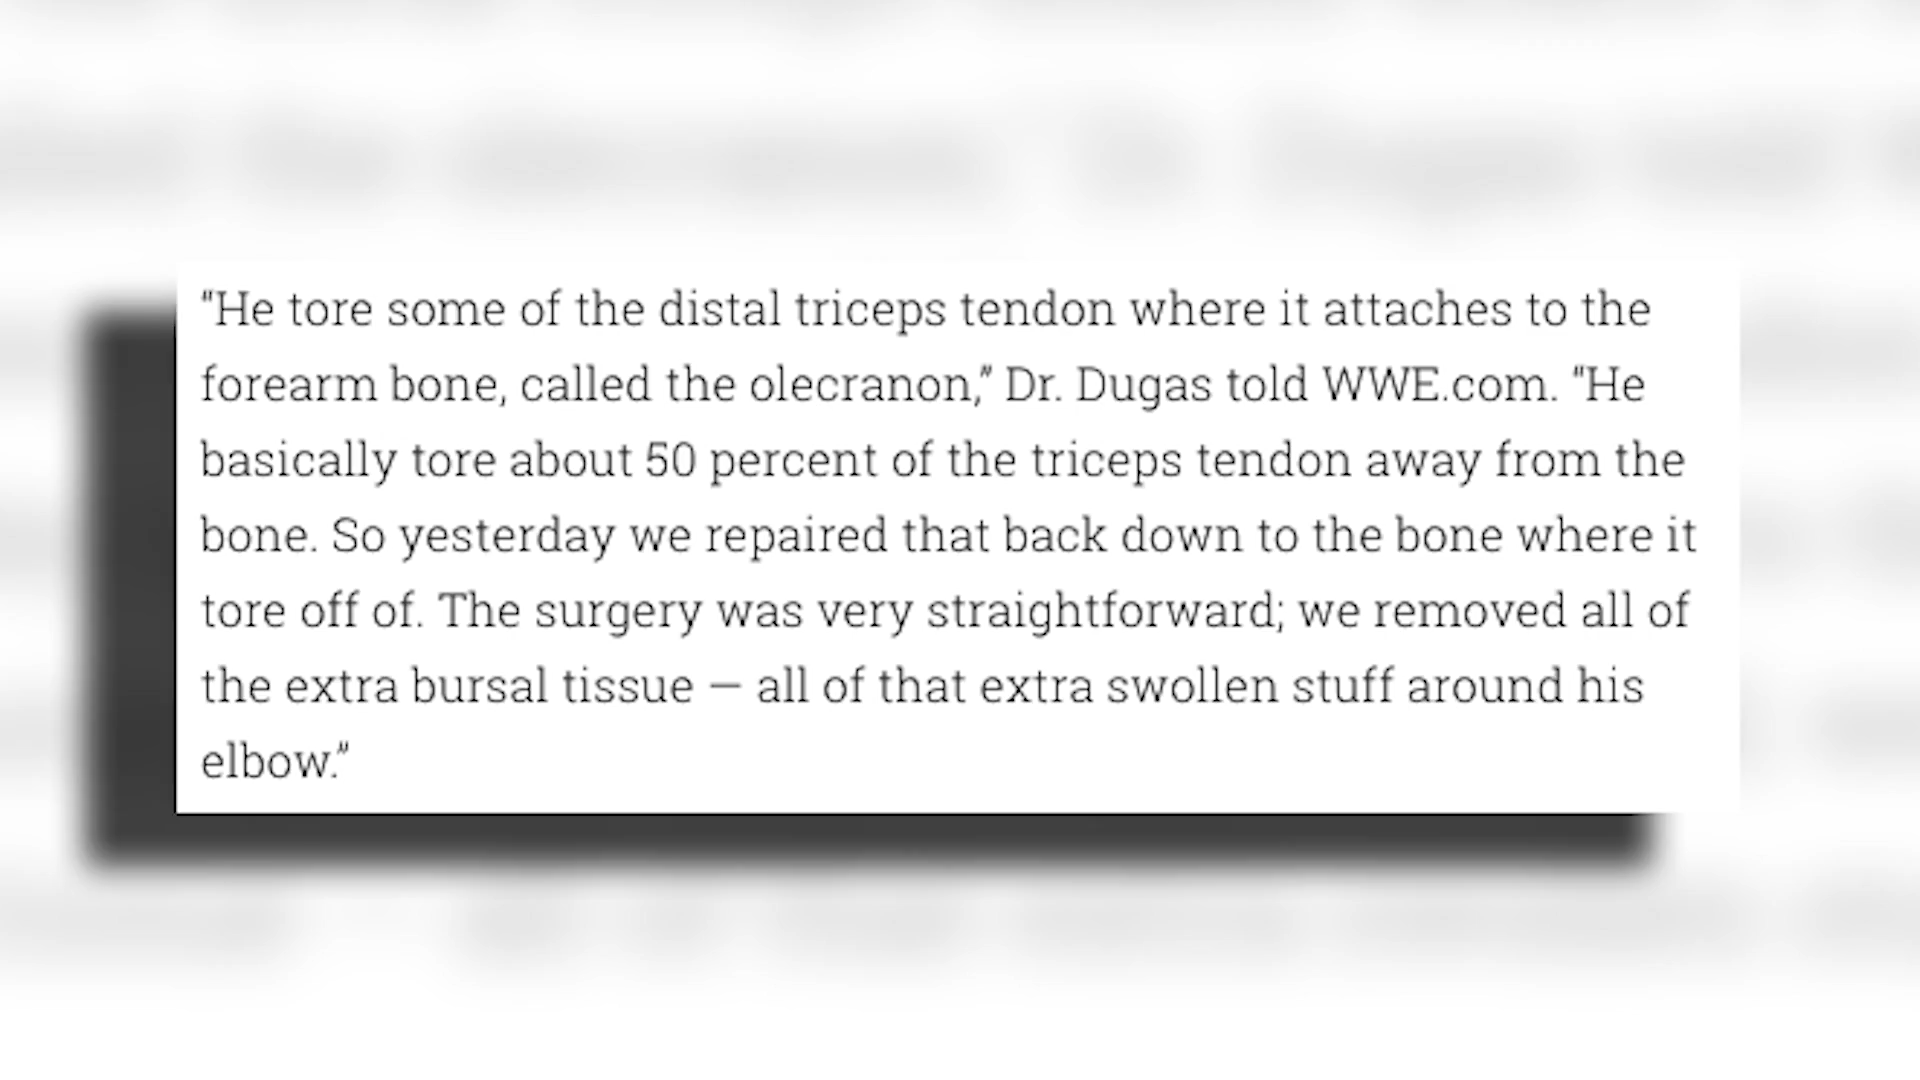 "He tore some of the distal triceps tendon where it attaches to the
forearm bone, called the olecranon," Dr. Dugas told WWE.com. "He
basically tore about 50 percent of the triceps tendon away from the
bone. So yesterday we repaired that back down to the bone where it
tore off of. The surgery was very straightforward; we removed all of
the extra bursal tissue — all of that extra swollen stuff around his
elbow."